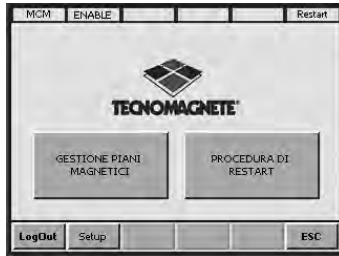 MCM ENABLE Restart
TECNOMAGNETE®
GESTIONE PIANI
MAGNETICI
PROCEDURA DI
RESTART
LogOut Setup ESC